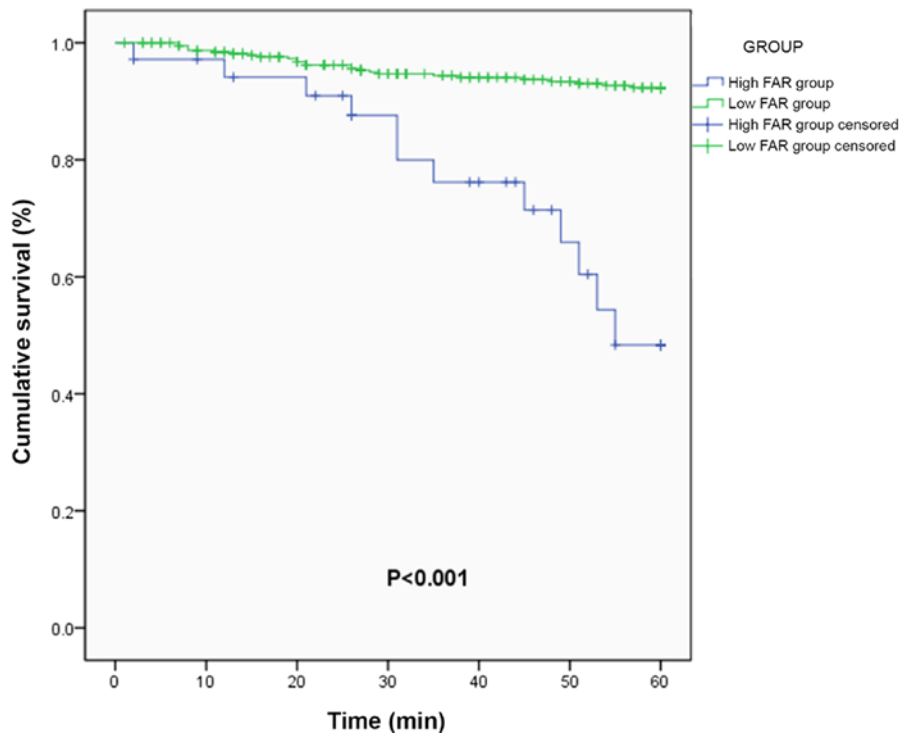 GROUP
High FAR group
Low FAR group
High FAR group censored
Low FAR group censored
Cumulative survival (%)
1.0
0.8
0.6
0.4
0.2
0.0
P<0.001
0 10 20 30 40 50 60
Time (min)